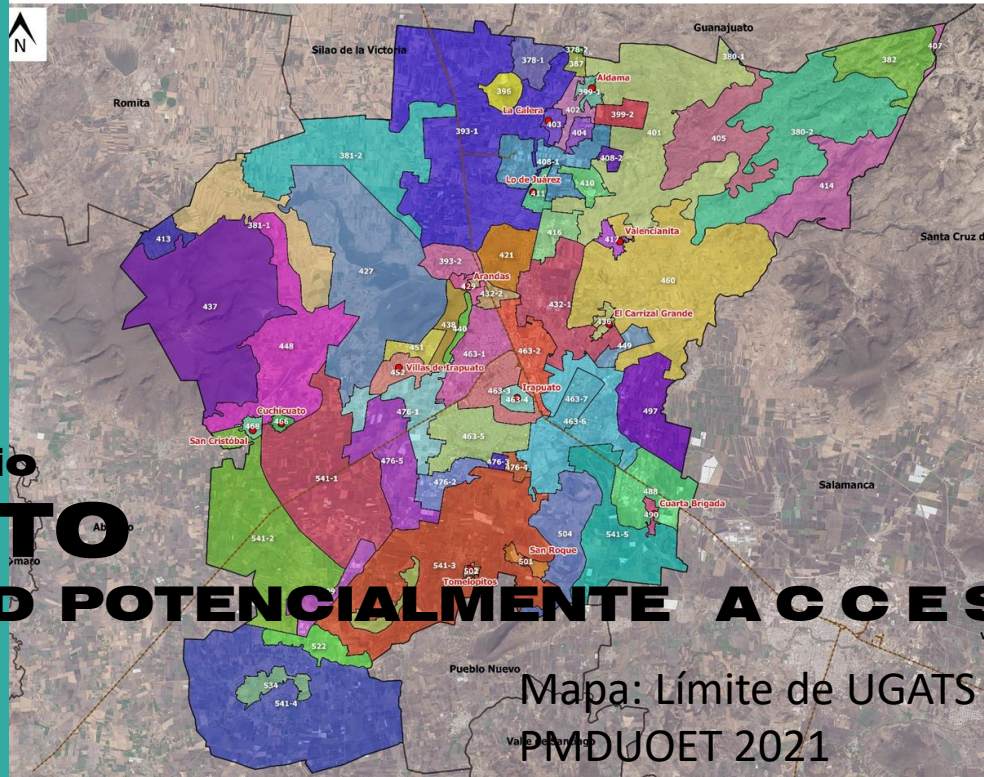 N
Guanajuato
Silao de la Victoria
378-2
378-1
387
380-1
407
382
Aldama
396
399-1
Romita
La Calera
402
399-2
403
393-1
404
401
405
380-2
381-2
408-1
408-2
Lo de Juárez
410
411
414
381-1
416
Valencianita
417
413
Santa Cruz d
421
393-2
427
Arandas
460
429
432-2
437
432-1
El Carrizal Grande
438
440
436
448
451
463-1
463-2
449
Villas de Irapuato
452
Irapuato
463-3
463-4
463-7
497
Cuchicuato
476-1
466
468
463-6
San Cristóbal
463-5
476-5
476-3
476-4
io
541-1
476-2
Salamanca
488
Cuarta Brigada
490
TO
Ab
504
541-2
541-5
San Roque
maro
541-3
501
502
Tomelopitos
D POTENCIALMENTE A C C E S
522
Pueblo Nuevo
534
541-4
Mapa: Límite de UGATS
Valle de Santiago
PMDUOET 2021